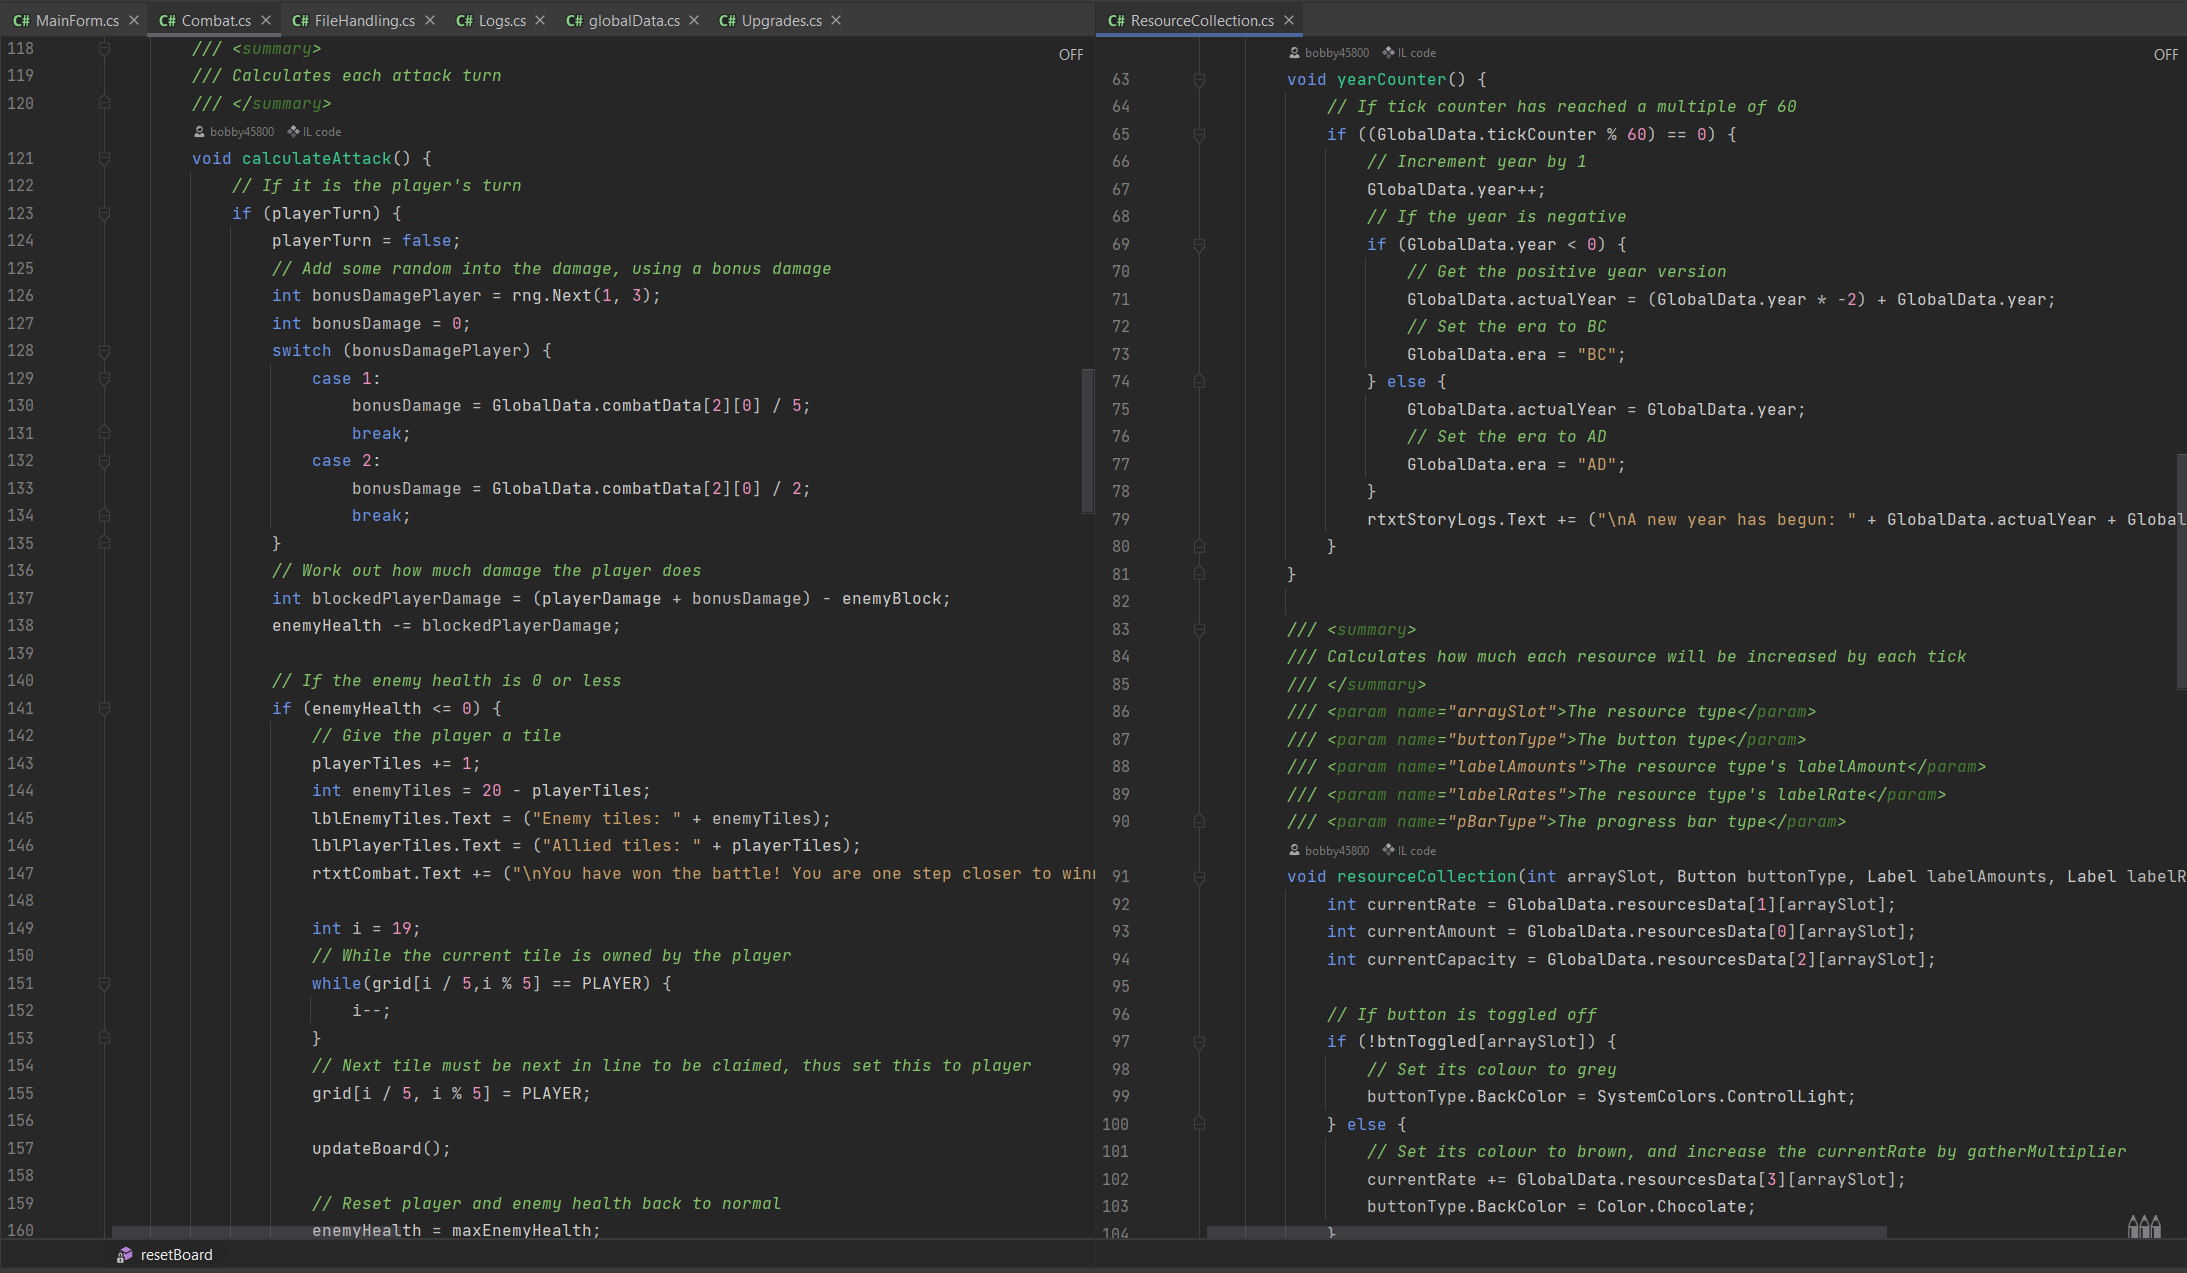 C# MainForm.cs
C# Combat.cs
C# FileHandling.cs
C# Logs.cs
C# globalData.cs
C# Upgrades.cs
OFF
118 /// <summary>
119 /// Calculates each attack turn
120 /// </summary>
bobby45800 IL code
121 void calculateAttack() {
122 // If it is the player's turn
123 if (playerTurn) {
124 playerTurn = false;
125 // Add some random into the damage, using a bonus damage
126 int bonusDamagePlayer = rng.Next(1, 3);
127 int bonusDamage = 0;
128 switch (bonusDamagePlayer) {
129 case 1:
130 bonusDamage = GlobalData.combatData[2][0] / 5;
131 break;
132 case 2:
133 bonusDamage = GlobalData.combatData[2][0] / 2;
134 break;
135 }
136 // Work out how much damage the player does
137 int blockedPlayerDamage = (playerDamage + bonusDamage) - enemyBlock;
138 enemyHealth -= blockedPlayerDamage;
139
140 // If the enemy health is 0 or less
141 if (enemyHealth <= 0) {
142 // Give the player a tile
143 playerTiles += 1;
144 int enemyTiles = 20 - playerTiles;
145 lblEnemyTiles.Text = ("Enemy tiles: " + enemyTiles);
146 lblPlayerTiles.Text = ("Allied tiles: " + playerTiles);
147 rtxtCombat.Text += ("\nYou have won the battle! You are one step closer to winn
148
149 int i = 19;
150 // While the current tile is owned by the player
151 while(grid[i / 5,i % 5] == PLAYER) {
152 i--;
153 }
154 // Next tile must be next in line to be claimed, thus set this to player
155 grid[i / 5, i % 5] = PLAYER;
156
157 updateBoard();
158
159 // Reset player and enemy health back to normal
160 enemyHealth = maxEnemyHealth;
resetBoard
C# ResourceCollection.cs
OFF
bobby45800 IL code
63 void yearCounter() {
64 // If tick counter has reached a multiple of 60
65 if ((GlobalData.tickCounter % 60) == 0) {
66 // Increment year by 1
67 GlobalData.year++;
68 // If the year is negative
69 if (GlobalData.year < 0) {
70 // Get the positive year version
71 GlobalData.actualYear = (GlobalData.year * -2) + GlobalData.year;
72 // Set the era to BC
73 GlobalData.era = "BC";
74 } else {
75 GlobalData.actualYear = GlobalData.year;
76 // Set the era to AD
77 GlobalData.era = "AD";
78 }
79 rtxtStoryLogs.Text += ("\nA new year has begun: " + GlobalData.actualYear + Global
80 }
81 }
82
83 /// <summary>
84 /// Calculates how much each resource will be increased by each tick
85 /// </summary>
86 /// <param name="arraySlot">The resource type</param>
87 /// <param name="buttonType">The button type</param>
88 /// <param name="labelAmounts">The resource type's labelAmount</param>
89 /// <param name="labelRates">The resource type's labelRate</param>
90 /// <param name="pBarType">The progress bar type</param>
bobby45800 IL code
91 void resourceCollection(int arraySlot, Button buttonType, Label labelAmounts, Label labelR
92 int currentRate = GlobalData.resourcesData[1][arraySlot];
93 int currentAmount = GlobalData.resourcesData[0][arraySlot];
94 int currentCapacity = GlobalData.resourcesData[2][arraySlot];
95
96 // If button is toggled off
97 if (!btnToggled[arraySlot]) {
98 // Set its colour to grey
99 buttonType.BackColor = SystemColors.ControlLight;
100 } else {
101 // Set its colour to brown, and increase the currentRate by gatherMultiplier
102 currentRate += GlobalData.resourcesData[3][arraySlot];
103 buttonType.BackColor = Color.Chocolate;
104 }